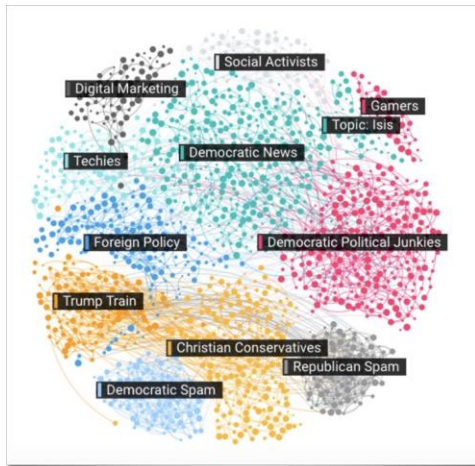 Social Activists
Digital Marketing
Gamers
Topic: Isis
Democratic News
Techies
Foreign Policy
Democratic Political Junkies
Trump Train
Christian Conservatives
Republican Spam
Democratic Spam